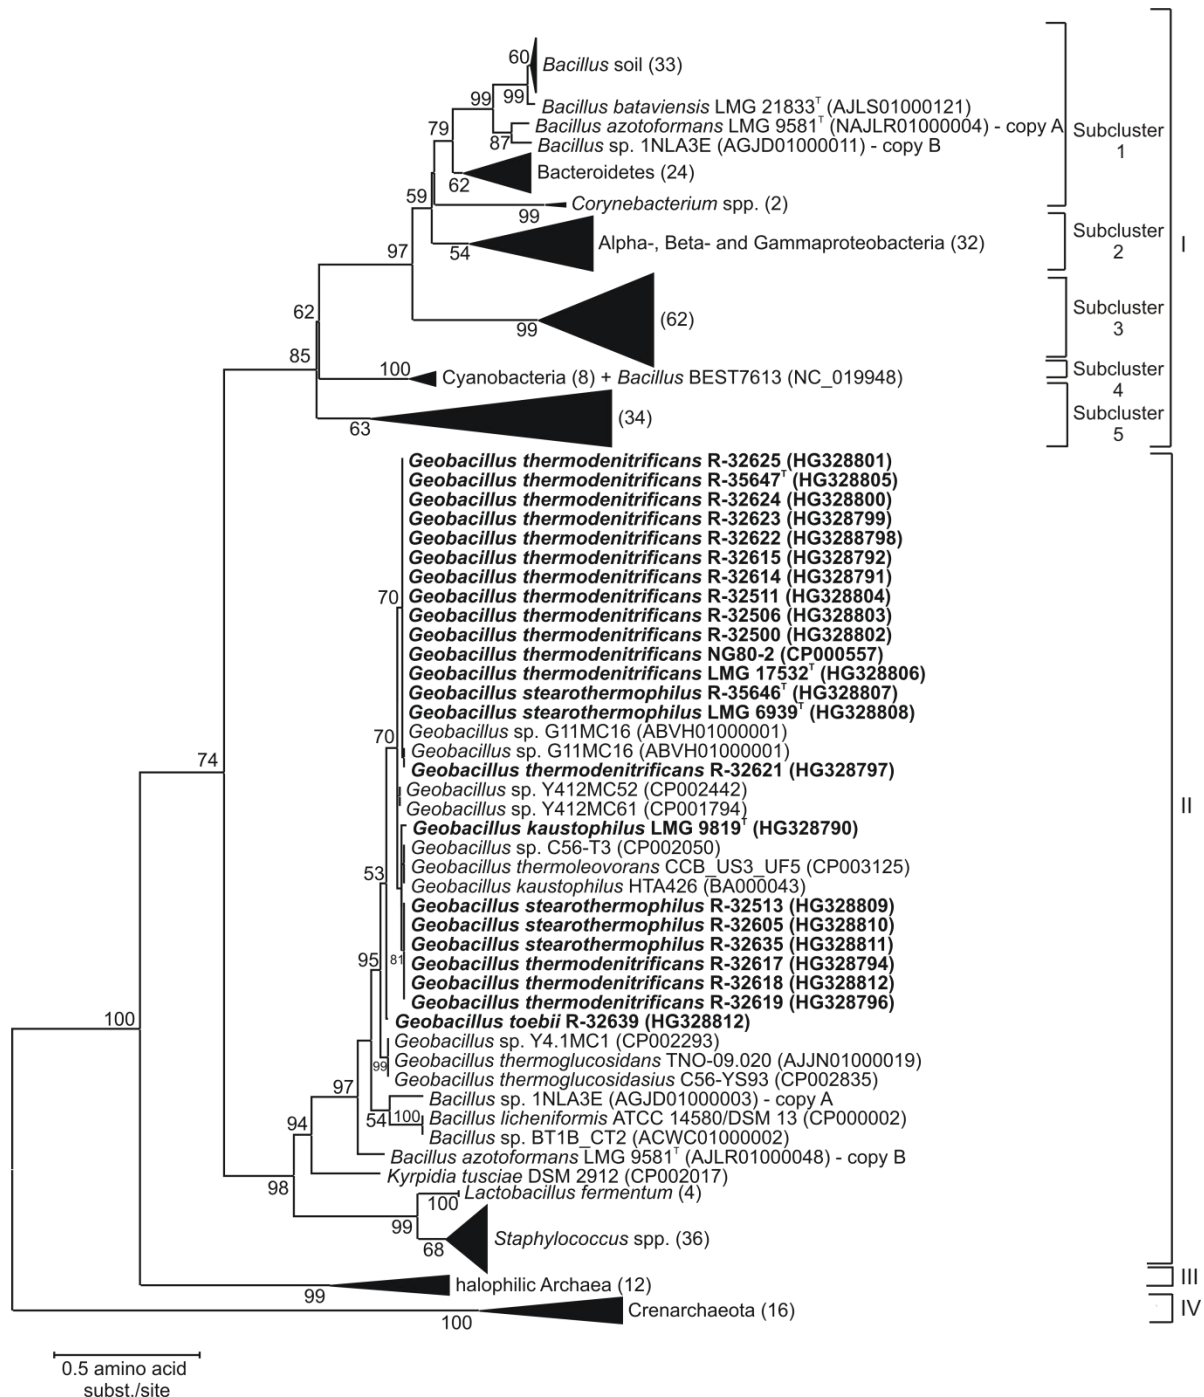 60
Bacillus soil (33)
99
99
Bacillus bataviensis LMG 21833T (AJLS01000121)
79
Bacillus azotoformans LMG 9581T (NAJLR01000004) - copy A
87
Bacillus sp. 1NLA3E (AGJD01000011) - copy B
Subcluster
1
Bacteroidetes (24)
62
59
Corynebacterium spp. (2)
99
97
54
Alpha-, Beta- and Gammaproteobacteria (32)
Subcluster
2
I
62
99
(62)
Subcluster
3
85
100
Cyanobacteria (8) + Bacillus BEST7613 (NC_019948)
Subcluster
4
63
(34)
Subcluster
5
Geobacillus thermodenitrificans R-32625 (HG328801)
Geobacillus thermodenitrificans R-35647T (HG328805)
Geobacillus thermodenitrificans R-32624 (HG328800)
Geobacillus thermodenitrificans R-32623 (HG328799)
Geobacillus thermodenitrificans R-32622 (HG3288798)
Geobacillus thermodenitrificans R-32615 (HG328792)
Geobacillus thermodenitrificans R-32614 (HG328791)
70
Geobacillus thermodenitrificans R-32511 (HG328804)
Geobacillus thermodenitrificans R-32506 (HG328803)
Geobacillus thermodenitrificans R-32500 (HG328802)
Geobacillus thermodenitrificans NG80-2 (CP000557)
Geobacillus thermodenitrificans LMG 17532T (HG328806)
Geobacillus stearothermophilus R-35646T (HG328807)
Geobacillus stearothermophilus LMG 6939T (HG328808)
70
Geobacillus sp. G11MC16 (ABVH01000001)
Geobacillus sp. G11MC16 (ABVH01000001)
74
Geobacillus thermodenitrificans R-32621 (HG328797)
Geobacillus sp. Y412MC52 (CP002442)
Geobacillus sp. Y412MC61 (CP001794)
II
Geobacillus kaustophilus LMG 9819T (HG328790)
Geobacillus sp. C56-T3 (CP002050)
53
Geobacillus thermoleovorans CCB_US3_UF5 (CP003125)
Geobacillus kaustophilus HTA426 (BA000043)
Geobacillus stearothermophilus R-32513 (HG328809)
Geobacillus stearothermophilus R-32605 (HG328810)
Geobacillus stearothermophilus R-32635 (HG328811)
95
81
Geobacillus thermodenitrificans R-32617 (HG328794)
Geobacillus thermodenitrificans R-32618 (HG328812)
Geobacillus thermodenitrificans R-32619 (HG328796)
100
Geobacillus toebii R-32639 (HG328812)
Geobacillus sp. Y4.1MC1 (CP002293)
99
Geobacillus thermoglucosidans TNO-09.020 (AJJN01000019)
Geobacillus thermoglucosidasius C56-YS93 (CP002835)
97
Bacillus sp. 1NLA3E (AGJD01000003) - copy A
54
100
Bacillus licheniformis ATCC 14580/DSM 13 (CP000002)
94
Bacillus sp. BT1B_CT2 (ACWC01000002)
Bacillus azotoformans LMG 9581T (AJLR01000048) - copy B
Kyrpidia tusciae DSM 2912 (CP002017)
98
Lactobacillus fermentum (4)
100
99
68
Staphylococcus spp. (36)
99
halophilic Archaea (12)
III
100
Crenarchaeota (16)
IV
0.5 amino acid
subst./site